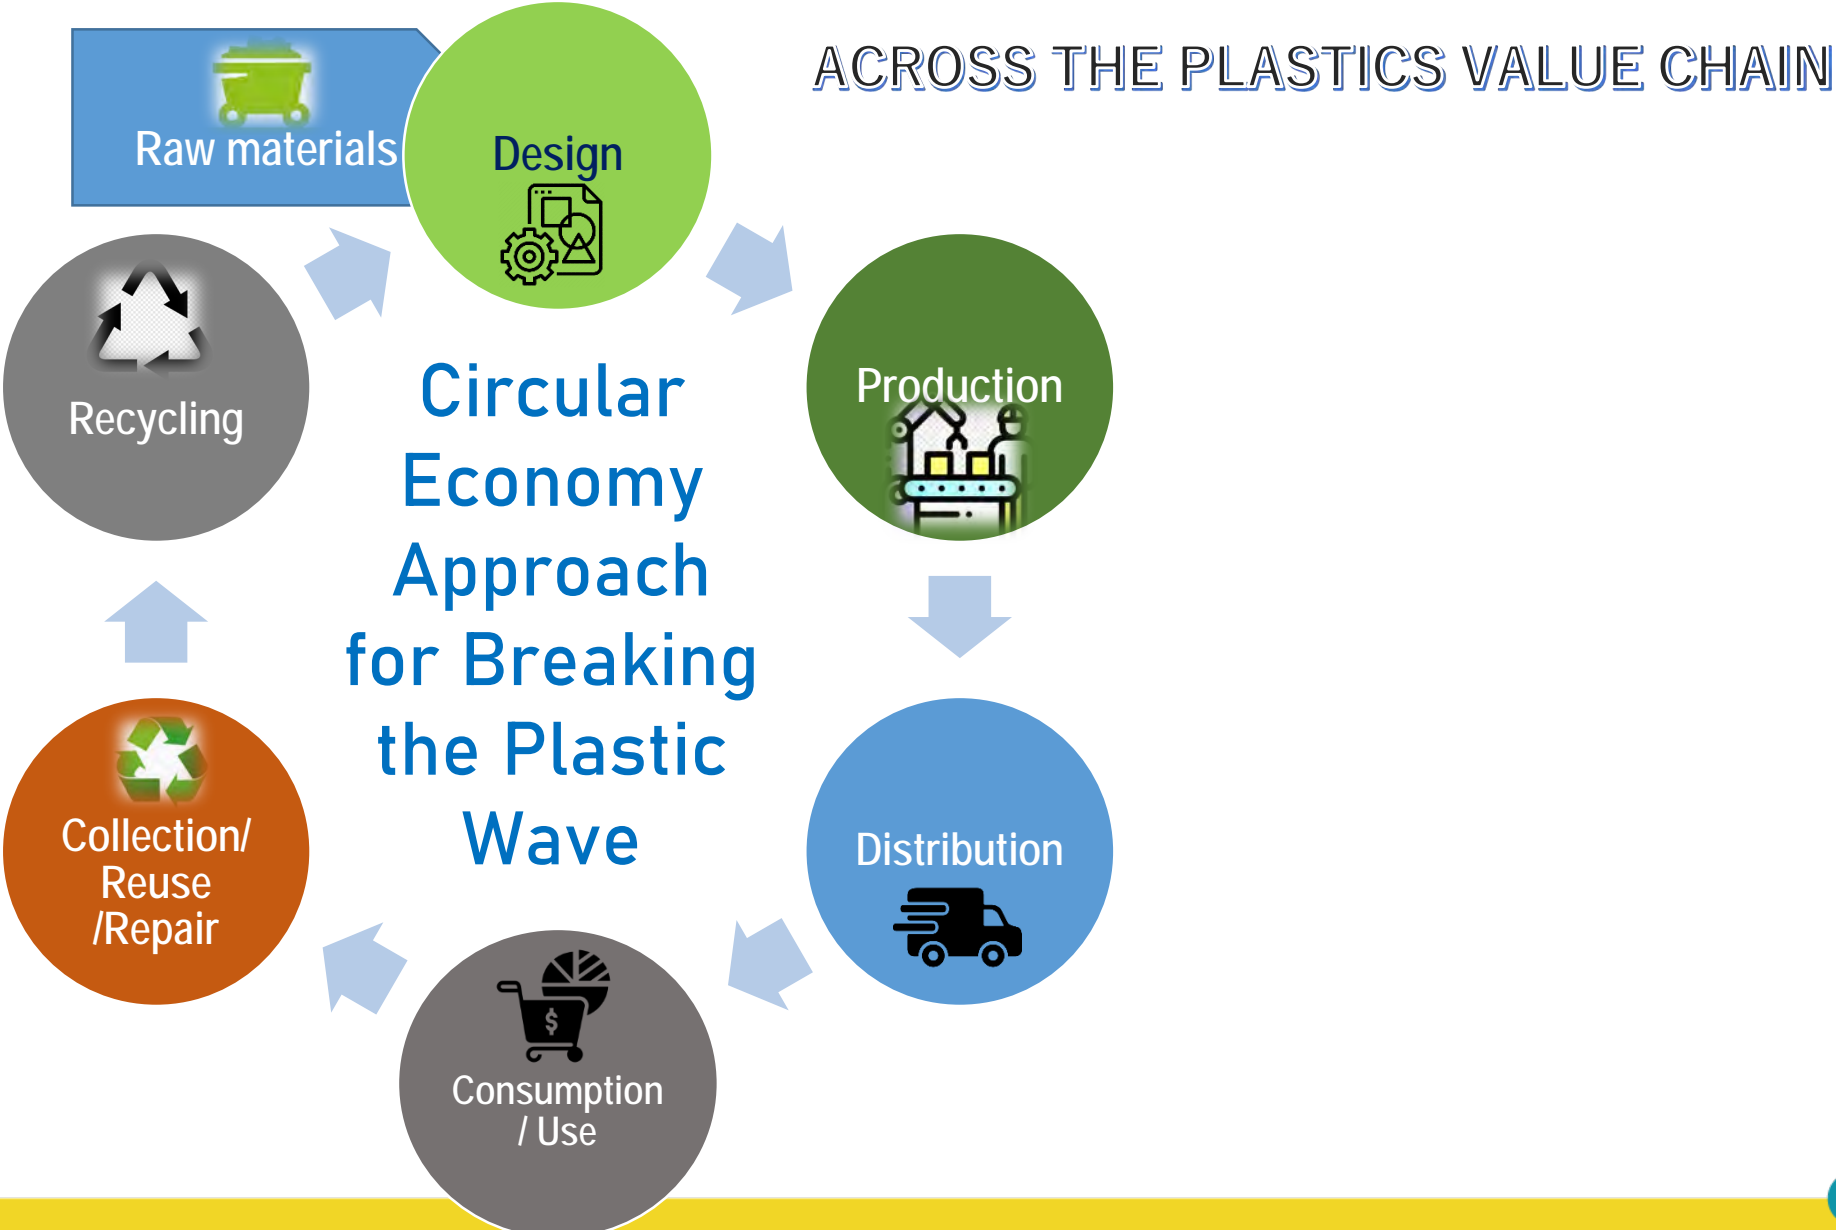 ACROSS THE PLASTICS VALUE CHAIN
Raw materials
Design
Production
Distribution
Consumption
/ Use
$
Collection/
Reuse
/Repair
Recycling
Circular
Economy
Approach
for Breaking
the Plastic
Wave